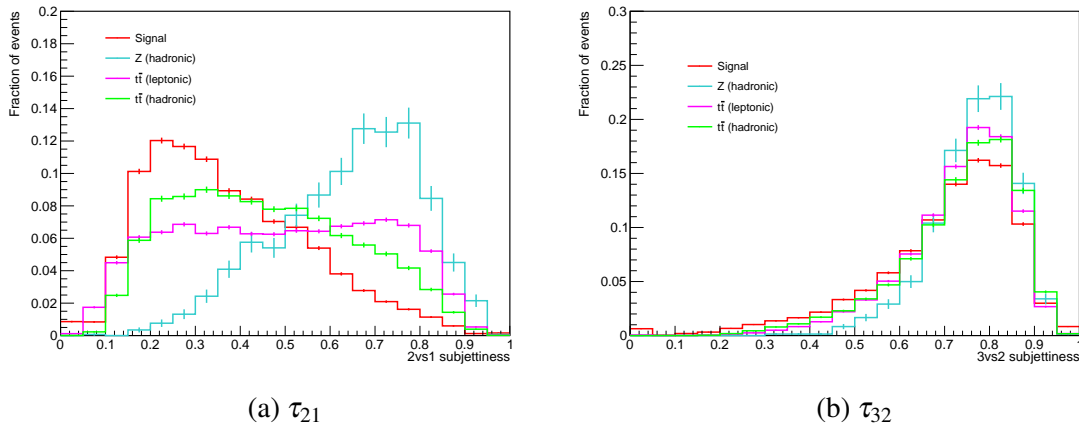 Fraction of events
0.2
0.18
0.16
0.14
0.12
0.1
0.08
0.06
0.04
0.02
0
Signal
Z (hadronic)
tt̄ (leptonic)
tt̄ (hadronic)
0 0.1 0.2 0.3 0.4 0.5 0.6 0.7 0.8 0.9 1
2vs1 subjettiness
(a) τ21
Fraction of events
0.3
0.25
0.2
0.15
0.1
0.05
0
Signal
Z (hadronic)
tt̄ (leptonic)
tt̄ (hadronic)
0 0.1 0.2 0.3 0.4 0.5 0.6 0.7 0.8 0.9 1
3vs2 subjettiness
(b) τ32